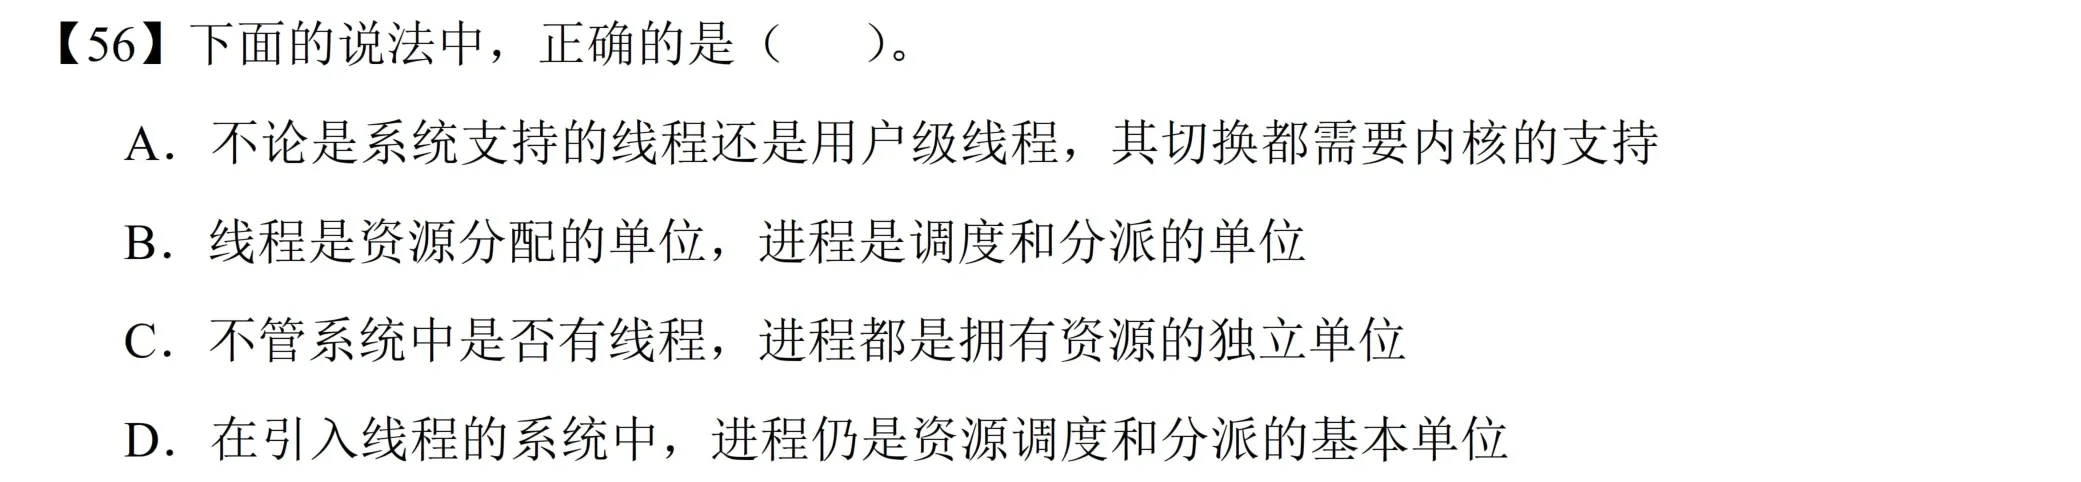 【56】下面的说法中，正确的是（　　）。
A．不论是系统支持的线程还是用户级线程，其切换都需要内核的支持
B．线程是资源分配的单位，进程是调度和分派的单位
C．不管系统中是否有线程，进程都是拥有资源的独立单位
D．在引入线程的系统中，进程仍是资源调度和分派的基本单位